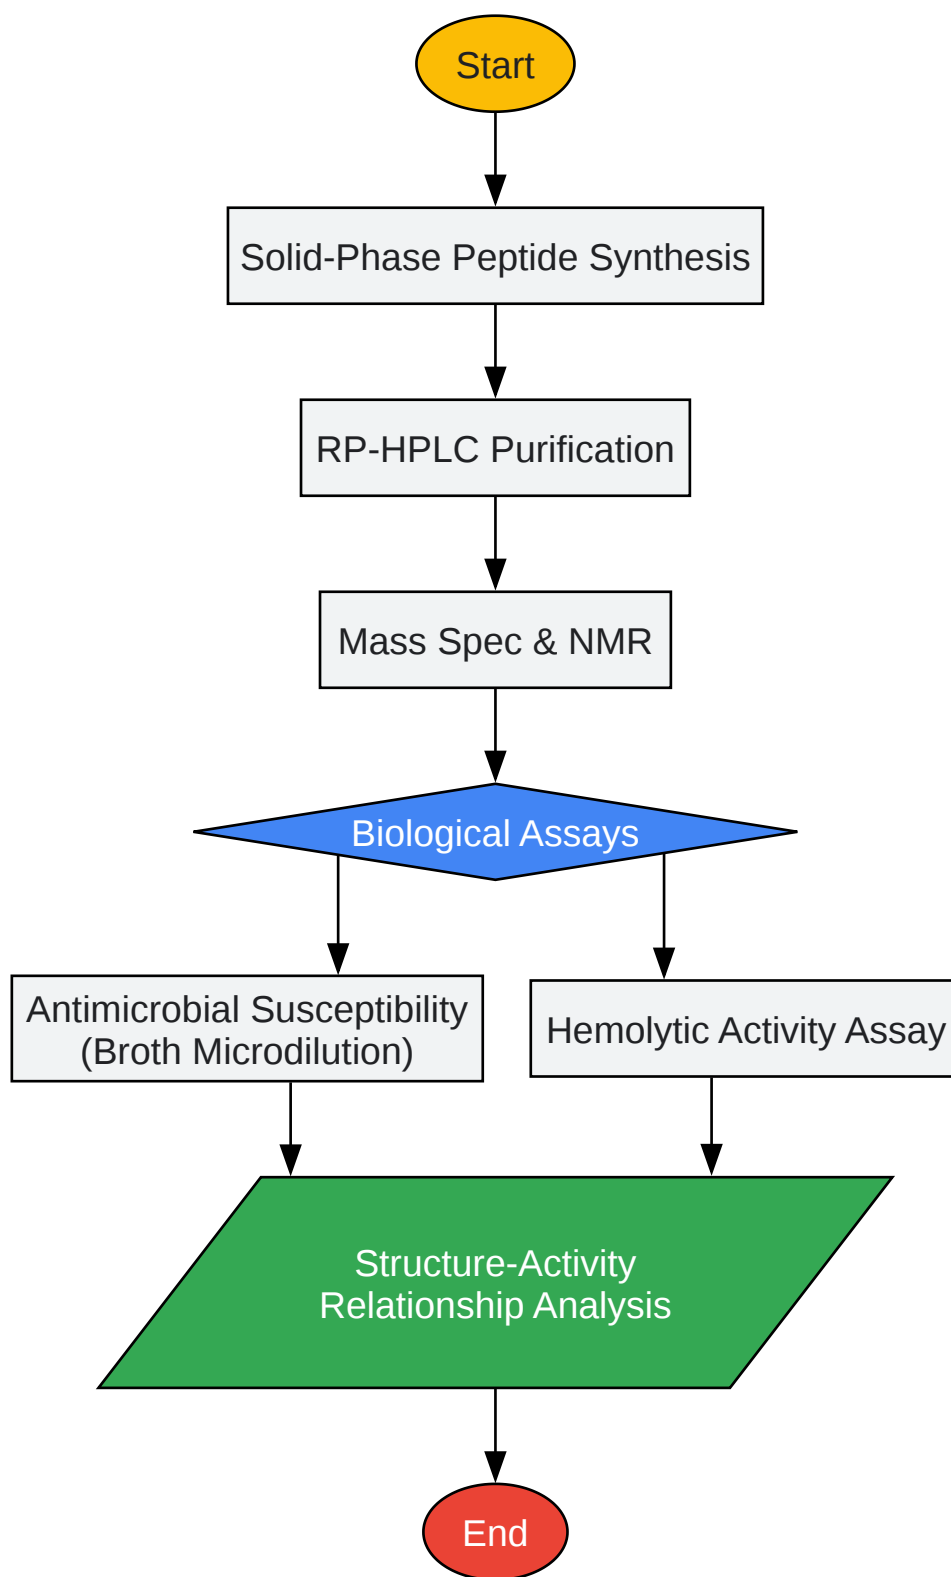 Start
Solid-Phase Peptide Synthesis
RP-HPLC Purification
Mass Spec & NMR
Biological Assays
Antimicrobial Susceptibility
(Broth Microdilution)
Hemolytic Activity Assay
Structure-Activity
Relationship Analysis
End